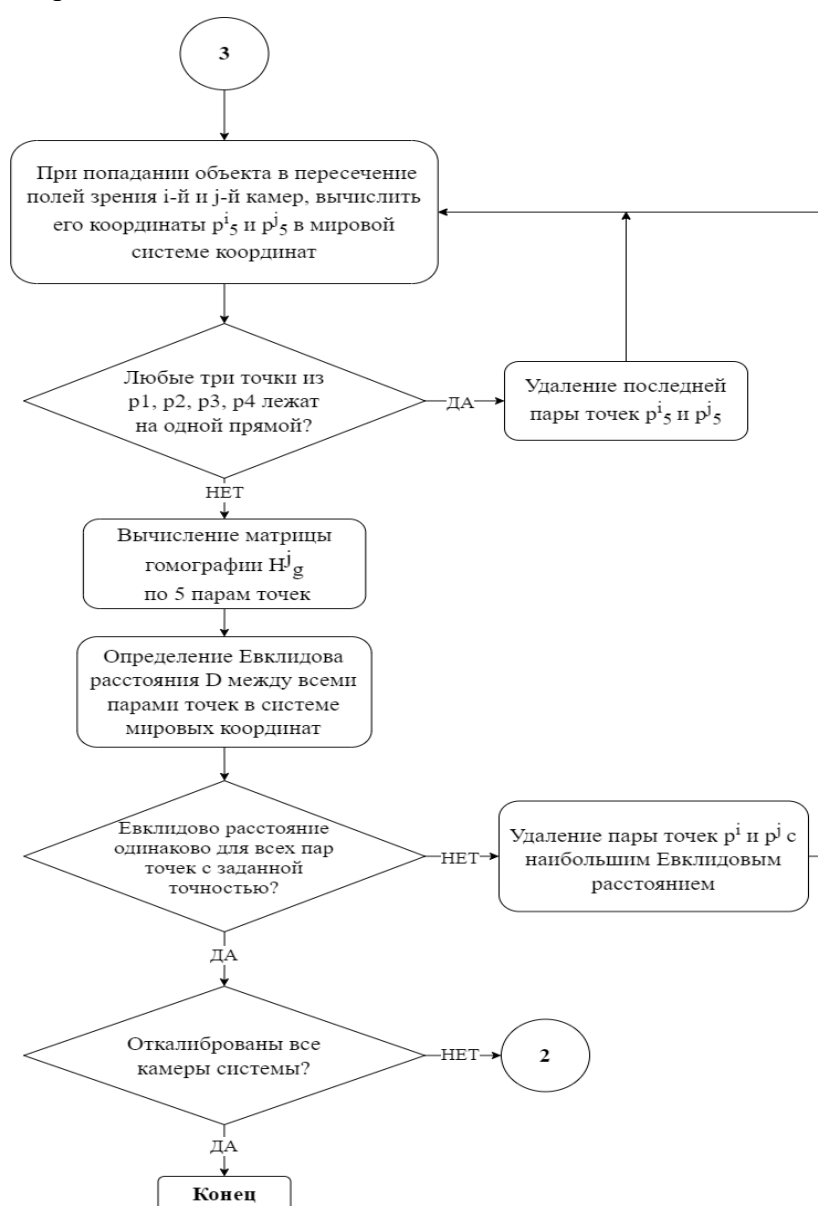 3
При попадании объекта в пересечение
полей зрения i-й и j-й камер, вычислить
его координаты pⁱ₅ и pʲ₅ в мировой
системе координат
Любые три точки из
p1, p2, p3, p4 лежат
на одной прямой?
ДА
Удаление последней
пары точек pⁱ₅ и pʲ₅
НЕТ
Вычисление матрицы
гомографии Hʲg
по 5 парам точек
Определение Евклидова
расстояния D между всеми
парами точек в системе
мировых координат
Евклидово расстояние
одинаково для всех пар
точек с заданной
точностью?
НЕТ
Удаление пары точек pⁱ и pʲ с
наибольшим Евклидовым
расстоянием
ДА
Откалиброваны все
камеры системы?
НЕТ
2
ДА
Конец